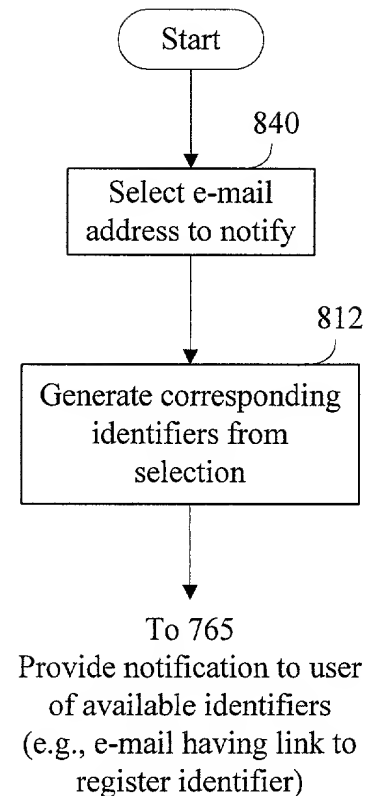 Start
840
Select e-mail
address to notify
812
Generate corresponding
identifiers from
selection
To 765
Provide notification to user
of available identifiers
(e.g., e-mail having link to
register identifier)